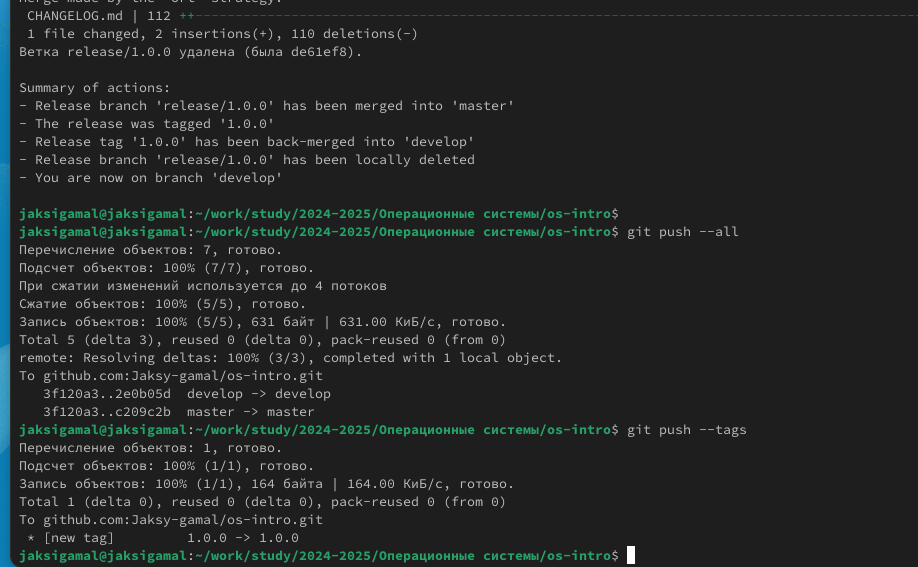 CHANGELOG.md | 112 ++------------------------------------------------------------------------------------------
 1 file changed, 2 insertions(+), 110 deletions(-)
Ветка release/1.0.0 удалена (была de61ef8).
Summary of actions:
- Release branch 'release/1.0.0' has been merged into 'master'
- The release was tagged '1.0.0'
- Release tag '1.0.0' has been back-merged into 'develop'
- Release branch 'release/1.0.0' has been locally deleted
- You are now on branch 'develop'
jaksigamal@jaksigamal:~/work/study/2024-2025/Операционные системы/os-intro$
jaksigamal@jaksigamal:~/work/study/2024-2025/Операционные системы/os-intro$ git push --all
Перечисление объектов: 7, готово.
Подсчет объектов: 100% (7/7), готово.
При сжатии изменений используется до 4 потоков
Сжатие объектов: 100% (5/5), готово.
Запись объектов: 100% (5/5), 631 байт | 631.00 КиБ/с, готово.
Total 5 (delta 3), reused 0 (delta 0), pack-reused 0 (from 0)
remote: Resolving deltas: 100% (3/3), completed with 1 local object.
To github.com:Jaksy-gamal/os-intro.git
   3f120a3..2e0b05d  develop -> develop
   3f120a3..c209c2b  master -> master
jaksigamal@jaksigamal:~/work/study/2024-2025/Операционные системы/os-intro$ git push --tags
Перечисление объектов: 1, готово.
Подсчет объектов: 100% (1/1), готово.
Запись объектов: 100% (1/1), 164 байта | 164.00 КиБ/с, готово.
Total 1 (delta 0), reused 0 (delta 0), pack-reused 0 (from 0)
To github.com:Jaksy-gamal/os-intro.git
 * [new tag]         1.0.0 -> 1.0.0
jaksigamal@jaksigamal:~/work/study/2024-2025/Операционные системы/os-intro$